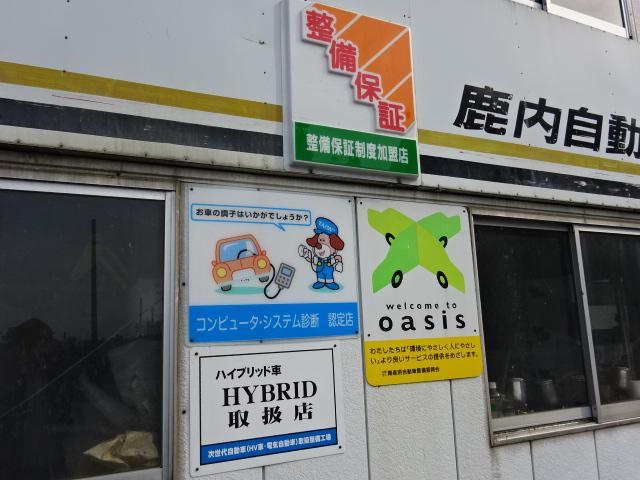 整備保証
整備保証制度加盟店
鹿内自動
お車の調子はいかがでしょうか?
コンピュータ・システム診断 認定店
welcome to
oasis
わたしたちは「環境にやさしく人にやさし
い」より良いサービスの提供をめざします。
ハイブリッド車
HYBRID
取扱店
次世代自動車(HV車・電気自動車)取扱整備工場